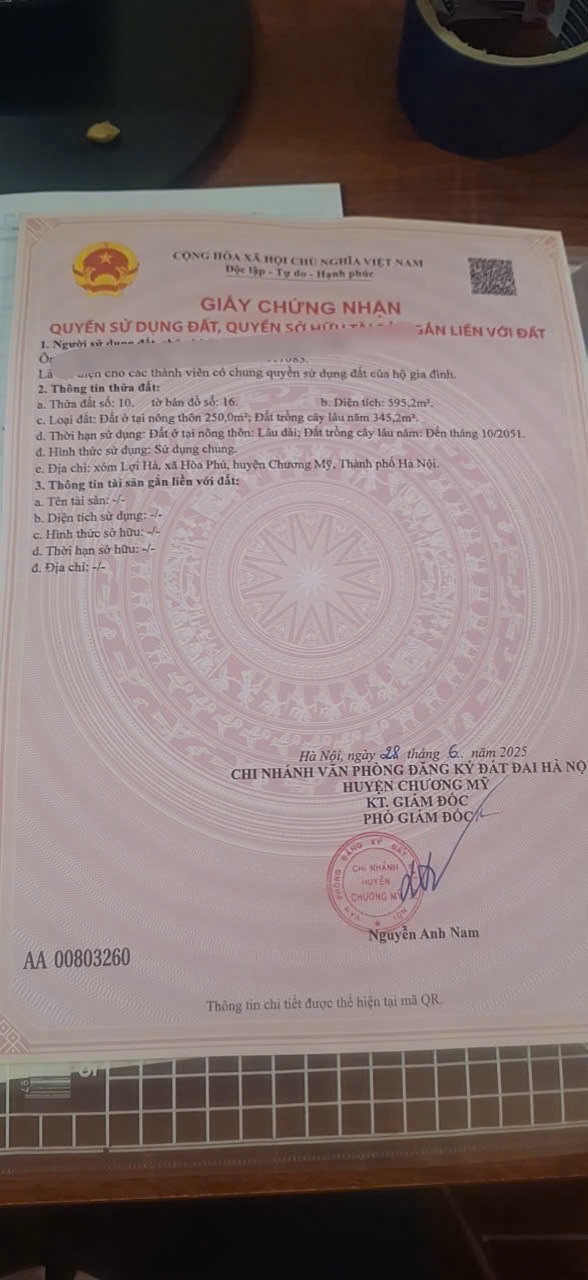 CỘNG HÒA XÃ HỘI CHỦ NGHĨA VIỆT NAM
Độc lập - Tự do - Hạnh phúc
GIẤY CHỨNG NHẬN
QUYỀN SỬ DỤNG ĐẤT, QUYỀN SỞ HỮU TÀI GẮN LIỀN VỚI ĐẤT
1. Người sử dụng đất,
Là diện cho các thành viên có chung quyền sử dụng đất của hộ gia đình.
2. Thông tin thửa đất:
a. Thửa đất số: 10. tờ bản đồ số: 16. b. Diện tích: 595,2m².
c. Loại đất: Đất ở tại nông thôn 250,0m²; Đất trồng cây lâu năm 345,2m².
d. Thời hạn sử dụng: Đất ở tại nông thôn: Lâu dài; Đất trồng cây lâu năm: Đến tháng 10/2051.
đ. Hình thức sử dụng: Sử dụng chung.
e. Địa chỉ: xóm Lợi Hà, xã Hòa Phú, huyện Chương Mỹ, Thành phố Hà Nội.
3. Thông tin tài sản gắn liền với đất:
a. Tên tài sản: -/-
b. Diện tích sử dụng: -/-
c. Hình thức sở hữu: -/-
d. Thời hạn sở hữu: -/-
đ. Địa chỉ: -/-
Hà Nội, ngày 28 tháng 6. năm 2025
CHI NHÁNH VĂN PHÒNG ĐĂNG KÝ ĐẤT ĐAI HÀ NỘ
HUYỆN CHƯƠNG MỸ
KT. GIÁM ĐỐC
PHÓ GIÁM ĐỐC
CHI NHÁNH
HUYỆN
CHƯƠNG MỸ
Nguyễn Anh Nam
AA 00803260
Thông tin chi tiết được thể hiện tại mã QR.